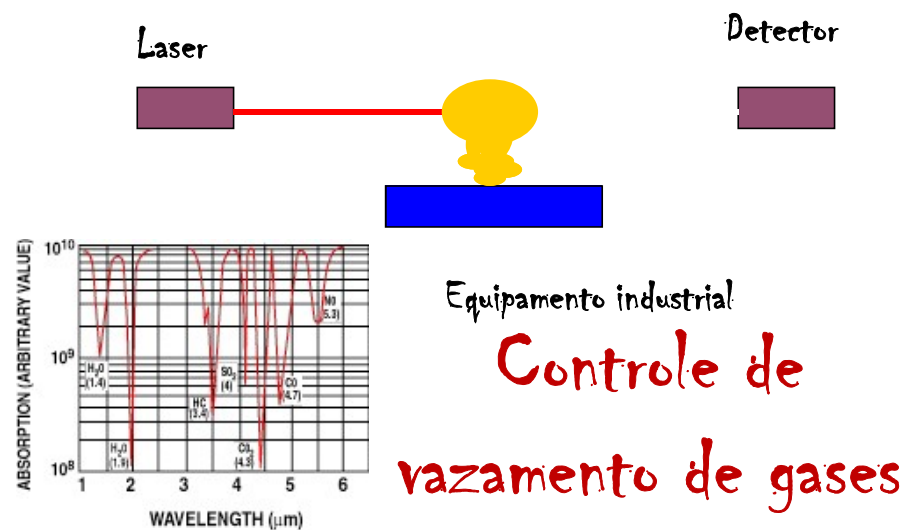 Laser
Detector
Equipamento industrial
Controle de
vazamento de gases
ABSORPTION (ARBITRARY VALUE)
10¹⁰
10⁹
10⁸
H₂O
(1.4)
H₂O
(1.9)
HC
(3.4)
SO₂
(4)
CO₂
(4.3)
CO
(4.7)
NO
(5.3)
1 2 3 4 5 6
WAVELENGTH (μm)